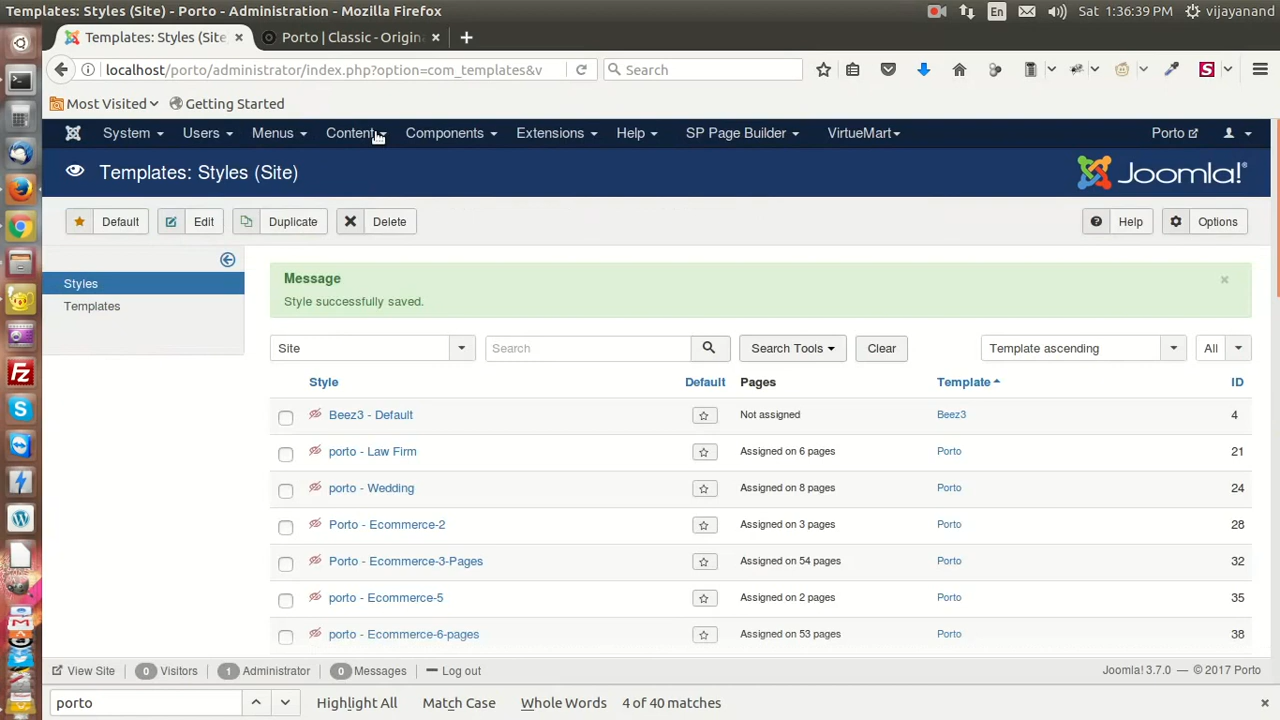 Templates: Styles (Site) - Porto - Administration - Mozilla Firefox
En
Sat 1:36:39 PM
vijayanand
Templates: Styles (Site
Porto | Classic - Origin
localhost/porto/administrator/index.php?option=com_templates&v
Search
Most Visited
Getting Started
System
Users
Menus
Content
Components
Extensions
Help
SP Page Builder
VirtueMart
Porto
Templates: Styles (Site)
Joomla!
Default
Edit
Duplicate
Delete
Help
Options
Styles
Templates
Message
Style successfully saved.
Site
Search
Search Tools
Clear
Template ascending
All
Style Default Pages Template ID
Beez3 - Default Not assigned Beez3 4
porto - Law Firm Assigned on 6 pages Porto 21
porto - Wedding Assigned on 8 pages Porto 24
Porto - Ecommerce-2 Assigned on 3 pages Porto 28
Porto - Ecommerce-3-Pages Assigned on 54 pages Porto 32
porto - Ecommerce-5 Assigned on 2 pages Porto 35
porto - Ecommerce-6-pages Assigned on 53 pages Porto 38
View Site
0 Visitors
1 Administrator
0 Messages
Log out
Joomla! 3.7.0 — © 2017 Porto
porto
Highlight All
Match Case
Whole Words
4 of 40 matches